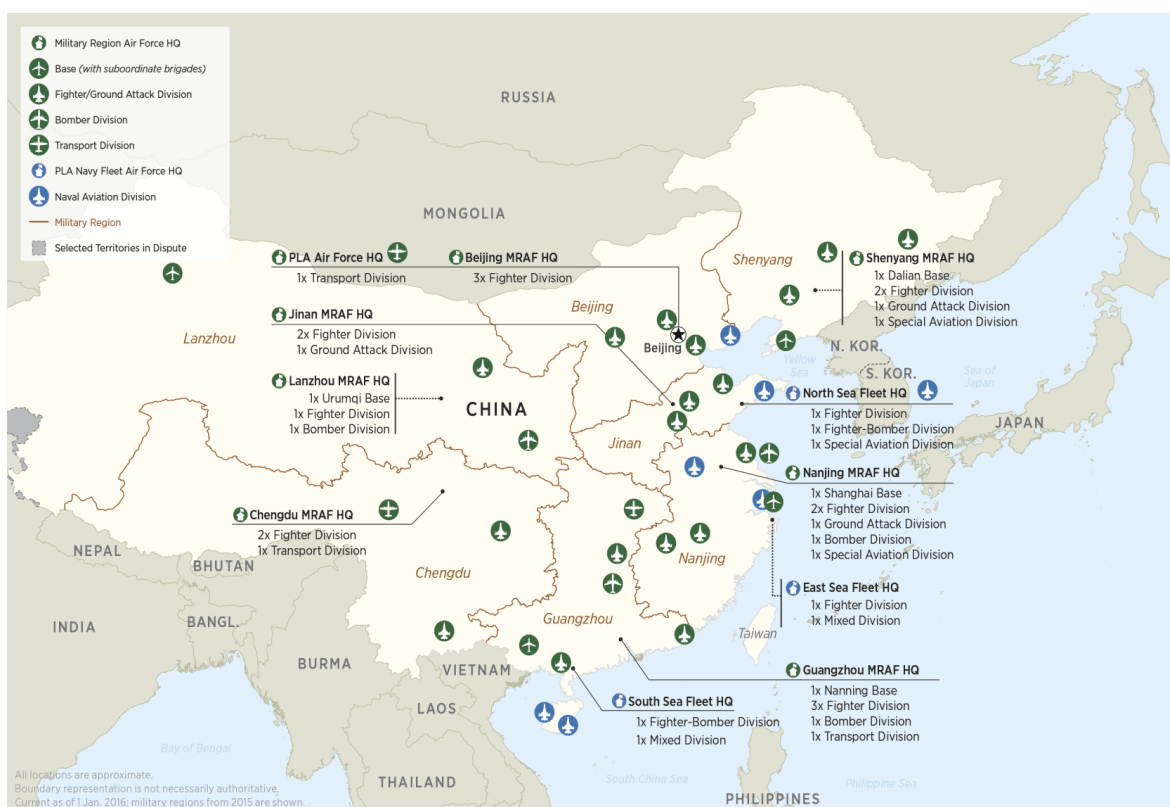 Military Region Air Force HQ
Base (with subordinate brigades)
Fighter/Ground Attack Division
Bomber Division
Transport Division
PLA Navy Fleet Air Force HQ
Naval Aviation Division
Military Region
Selected Territories in Dispute
RUSSIA
MONGOLIA
PLA Air Force HQ
1x Transport Division
Beijing MRAF HQ
3x Fighter Division
Shenyang
Shenyang MRAF HQ
1x Dalian Base
2x Fighter Division
1x Ground Attack Division
1x Special Aviation Division
Beijing
Jinan MRAF HQ
2x Fighter Division
1x Ground Attack Division
Lanzhou
Beijing
N. KOR.
Yellow
Sea
S. KOR.
Sea of
Japan
Lanzhou MRAF HQ
1x Urumqi Base
1x Fighter Division
1x Bomber Division
CHINA
North Sea Fleet HQ
1x Fighter Division
1x Fighter-Bomber Division
1x Special Aviation Division
JAPAN
Jinan
Nanjing MRAF HQ
1x Shanghai Base
2x Fighter Division
1x Ground Attack Division
1x Bomber Division
1x Special Aviation Division
Chengdu MRAF HQ
2x Fighter Division
1x Transport Division
NEPAL
BHUTAN
Chengdu
Nanjing
East Sea Fleet HQ
1x Fighter Division
1x Mixed Division
INDIA
BANGL.
Guangzhou
Taiwan
BURMA
VIETNAM
Guangzhou MRAF HQ
1x Nanning Base
3x Fighter Division
1x Bomber Division
1x Transport Division
LAOS
South Sea Fleet HQ
1x Fighter-Bomber Division
1x Mixed Division
Bay of Bengal
THAILAND
South China Sea
Philippine Sea
PHILIPPINES
All locations are approximate.
Boundary representation is not necessarily authoritative.
Current as of 1 Jan. 2016; military regions from 2015 are shown.